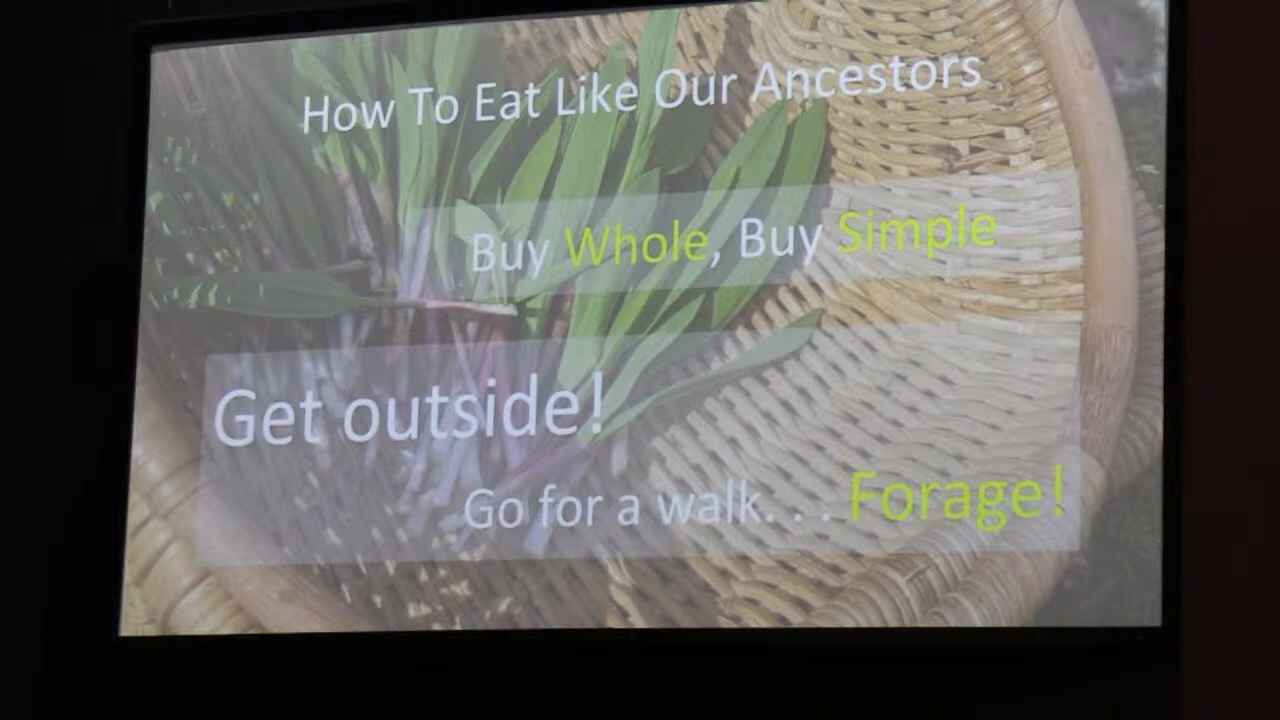 How To Eat Like Our Ancestors
Buy Whole, Buy Simple
Get outside!
Go for a walk. . . Forage!